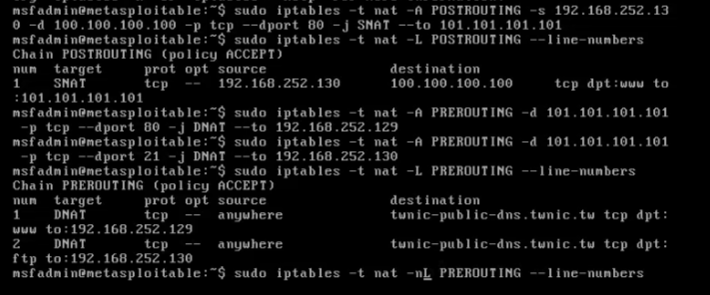 msfadmin@metasploitable:~$ sudo iptables -t nat -A POSTROUTING -s 192.168.252.13
0 -d 100.100.100.100 -p tcp --dport 80 -j SNAT --to 101.101.101.101
msfadmin@metasploitable:~$ sudo iptables -t nat -L POSTROUTING --line-numbers
Chain POSTROUTING (policy ACCEPT)
num  target     prot opt source               destination
1    SNAT       tcp  --  192.168.252.130      100.100.100.100     tcp dpt:www to
:101.101.101.101
msfadmin@metasploitable:~$ sudo iptables -t nat -A PREROUTING -d 101.101.101.101
 -p tcp --dport 80 -j DNAT --to 192.168.252.129
msfadmin@metasploitable:~$ sudo iptables -t nat -A PREROUTING -d 101.101.101.101
 -p tcp --dport 21 -j DNAT --to 192.168.252.130
msfadmin@metasploitable:~$ sudo iptables -t nat -L PREROUTING --line-numbers
Chain PREROUTING (policy ACCEPT)
num  target     prot opt source               destination
1    DNAT       tcp  --  anywhere             twnic-public-dns.twnic.tw tcp dpt:
www to:192.168.252.129
2    DNAT       tcp  --  anywhere             twnic-public-dns.twnic.tw tcp dpt:
ftp to:192.168.252.130
msfadmin@metasploitable:~$ sudo iptables -t nat -nL PREROUTING --line-numbers